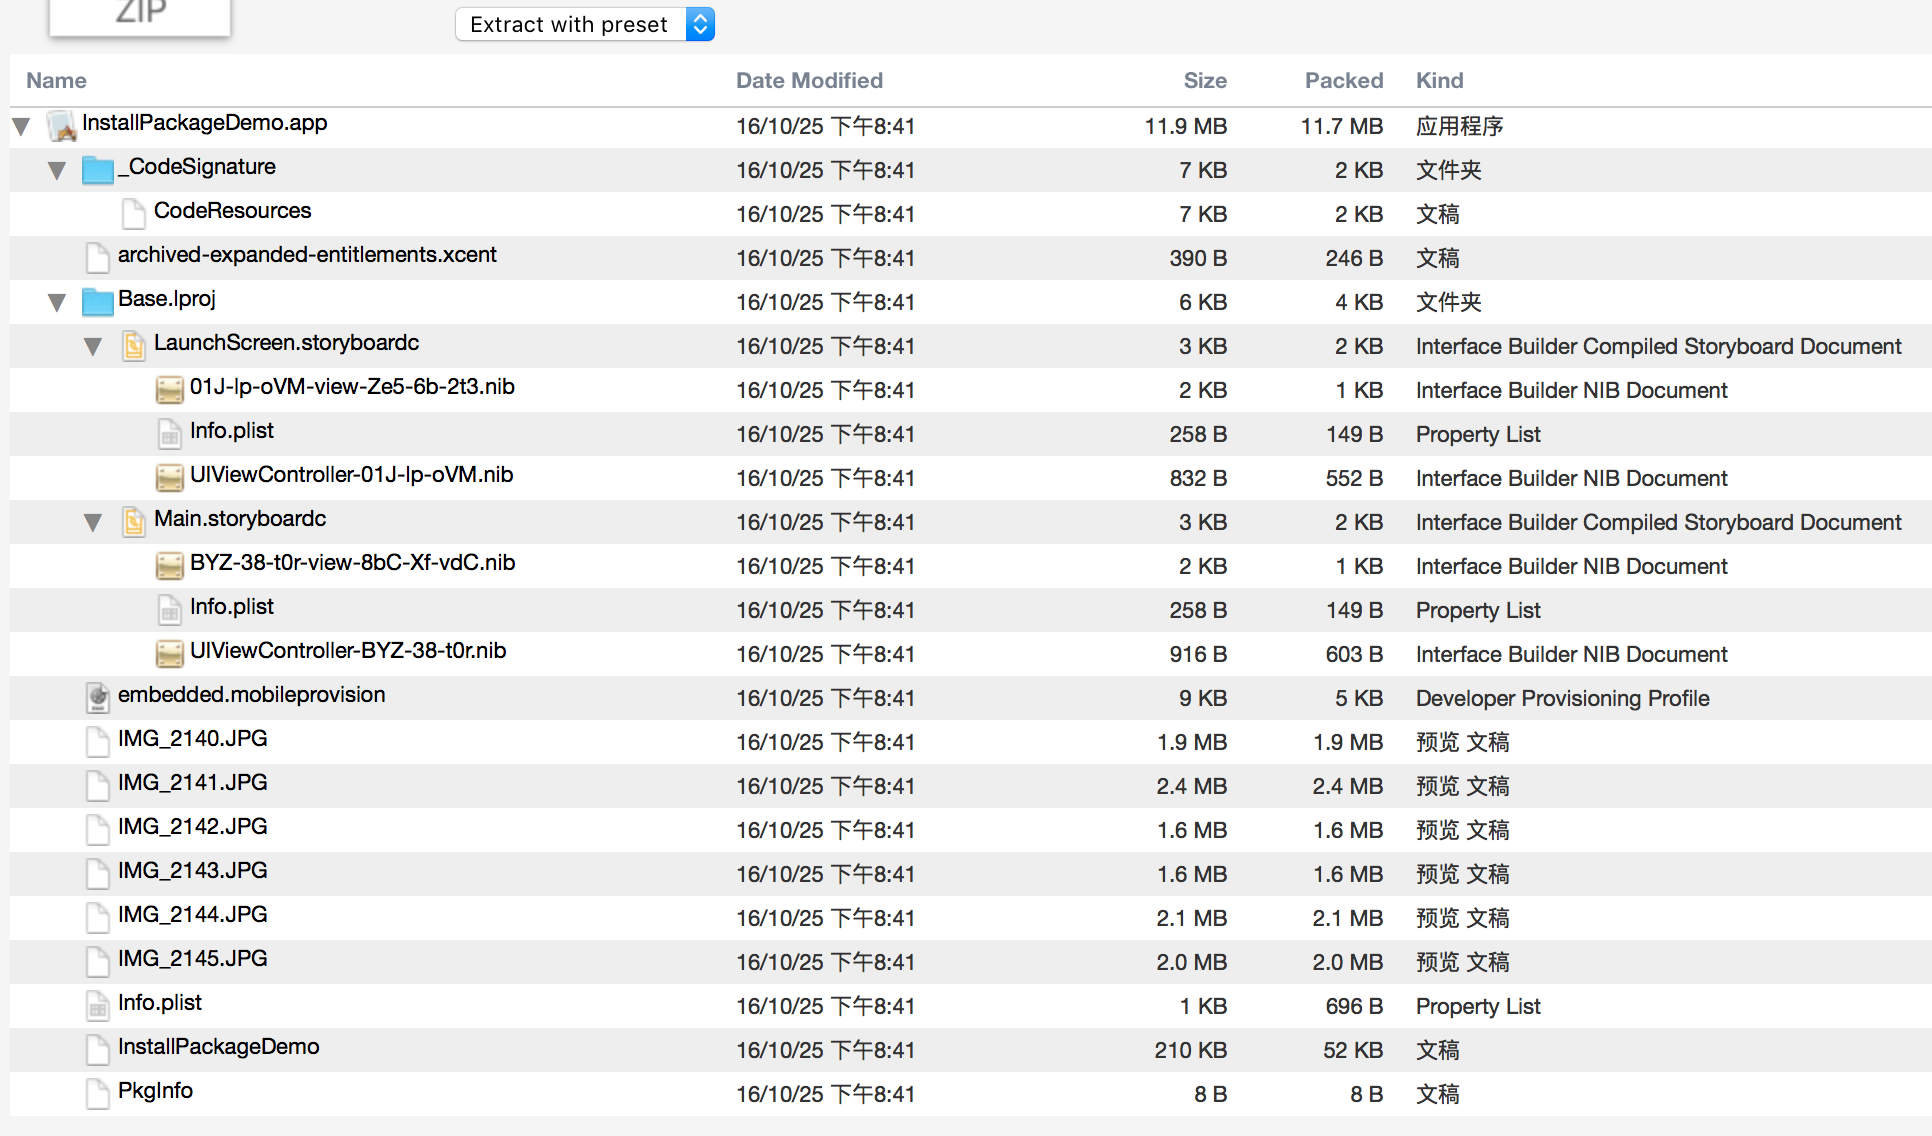 ZIP
Extract with preset
Name Date Modified Size Packed Kind
InstallPackageDemo.app 16/10/25 下午8:41 11.9 MB 11.7 MB 应用程序
_CodeSignature 16/10/25 下午8:41 7 KB 2 KB 文件夹
CodeResources 16/10/25 下午8:41 7 KB 2 KB 文稿
archived-expanded-entitlements.xcent 16/10/25 下午8:41 390 B 246 B 文稿
Base.lproj 16/10/25 下午8:41 6 KB 4 KB 文件夹
LaunchScreen.storyboardc 16/10/25 下午8:41 3 KB 2 KB Interface Builder Compiled Storyboard Document
01J-lp-oVM-view-Ze5-6b-2t3.nib 16/10/25 下午8:41 2 KB 1 KB Interface Builder NIB Document
Info.plist 16/10/25 下午8:41 258 B 149 B Property List
UIViewController-01J-lp-oVM.nib 16/10/25 下午8:41 832 B 552 B Interface Builder NIB Document
Main.storyboardc 16/10/25 下午8:41 3 KB 2 KB Interface Builder Compiled Storyboard Document
BYZ-38-t0r-view-8bC-Xf-vdC.nib 16/10/25 下午8:41 2 KB 1 KB Interface Builder NIB Document
Info.plist 16/10/25 下午8:41 258 B 149 B Property List
UIViewController-BYZ-38-t0r.nib 16/10/25 下午8:41 916 B 603 B Interface Builder NIB Document
embedded.mobileprovision 16/10/25 下午8:41 9 KB 5 KB Developer Provisioning Profile
IMG_2140.JPG 16/10/25 下午8:41 1.9 MB 1.9 MB 预览 文稿
IMG_2141.JPG 16/10/25 下午8:41 2.4 MB 2.4 MB 预览 文稿
IMG_2142.JPG 16/10/25 下午8:41 1.6 MB 1.6 MB 预览 文稿
IMG_2143.JPG 16/10/25 下午8:41 1.6 MB 1.6 MB 预览 文稿
IMG_2144.JPG 16/10/25 下午8:41 2.1 MB 2.1 MB 预览 文稿
IMG_2145.JPG 16/10/25 下午8:41 2.0 MB 2.0 MB 预览 文稿
Info.plist 16/10/25 下午8:41 1 KB 696 B Property List
InstallPackageDemo 16/10/25 下午8:41 210 KB 52 KB 文稿
PkgInfo 16/10/25 下午8:41 8 B 8 B 文稿